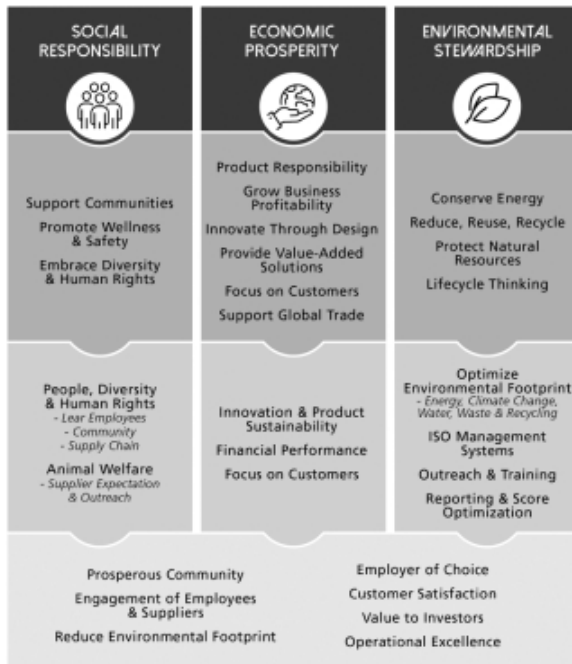 SOCIAL
RESPONSIBILITY
ECONOMIC
PROSPERITY
ENVIRONMENTAL
STEWARDSHIP
Support Communities
Promote Wellness
& Safety
Embrace Diversity
& Human Rights
Product Responsibility
Grow Business
Profitability
Innovate Through Design
Provide Value-Added
Solutions
Focus on Customers
Support Global Trade
Conserve Energy
Reduce, Reuse, Recycle
Protect Natural
Resources
Lifecycle Thinking
People, Diversity
& Human Rights
- Lear Employees
- Community
- Supply Chain
Animal Welfare
- Supplier Expectation
& Outreach
Innovation & Product
Sustainability
Financial Performance
Focus on Customers
Optimize
Environmental Footprint
- Energy, Climate Change,
Water, Waste & Recycling
ISO Management
Systems
Outreach & Training
Reporting & Score
Optimization
Prosperous Community
Engagement of Employees
& Suppliers
Reduce Environmental Footprint
Employer of Choice
Customer Satisfaction
Value to Investors
Operational Excellence